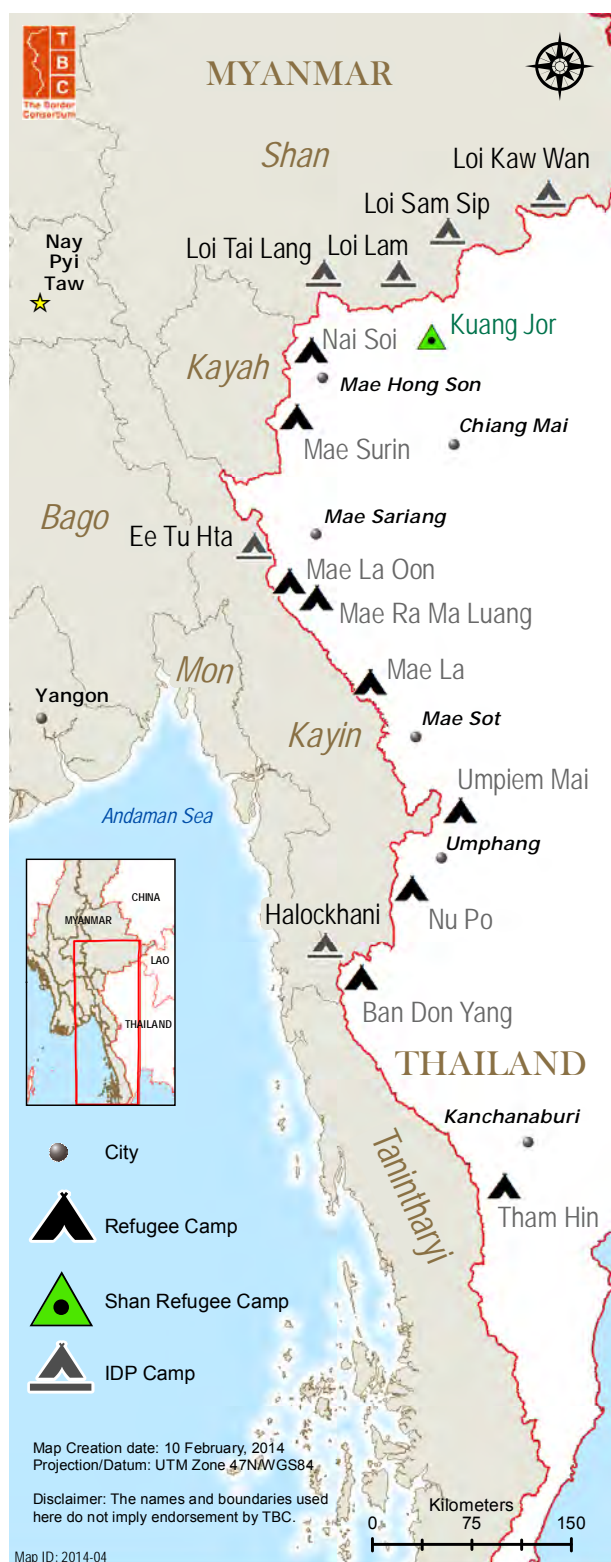 T
B
C
The Border
Consortium
MYANMAR
Shan
Loi Kaw Wan
Loi Sam Sip
Loi Tai Lang
Loi Lam
Nay
Pyi
Taw
Nai Soi
Kuang Jor
Kayah
Mae Hong Son
Chiang Mai
Mae Surin
Bago
Mae Sariang
Ee Tu Hta
Mae La Oon
Mae Ra Ma Luang
Mon
Mae La
Yangon
Kayin
Mae Sot
Umpiem Mai
Andaman Sea
Umphang
Nu Po
Halockhani
CHINA
MYANMAR
LAO
THAILAND
Ban Don Yang
THAILAND
Kanchanaburi
Tanintharyi
Tham Hin
City
Refugee Camp
Shan Refugee Camp
IDP Camp
Map Creation date: 10 February, 2014
Projection/Datum: UTM Zone 47N/WGS84
Disclaimer: The names and boundaries used
here do not imply endorsement by TBC.
Kilometers
0 75 150
Map ID: 2014-04